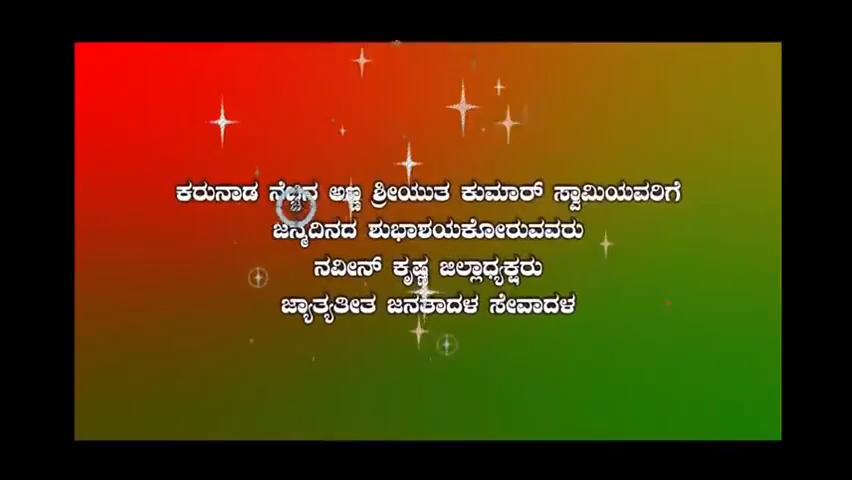 ಕರುನಾಡ ನೆಚ್ಚಿನ ಅಣ್ಣ ಶ್ರೀಯುತ ಕುಮಾರ್ ಸ್ವಾಮಿಯವರಿಗೆ
ಜನ್ಮದಿನದ ಶುಭಾಶಯಕೋರುವವರು
ನವೀನ್ ಕೃಷ್ಣ ಜಿಲ್ಲಾಧ್ಯಕ್ಷರು
ಜ್ಯಾತ್ಯತೀತ ಜನತಾದಳ ಸೇವಾದಳ